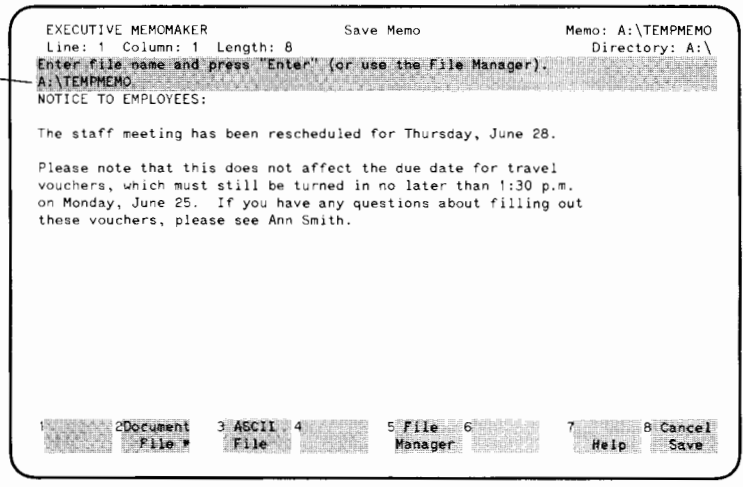 EXECUTIVE MEMOMAKER Save Memo Memo: A:\TEMPMEMO
Line: 1 Column: 1 Length: 8 Directory: A:\
Enter file name and press "Enter" (or use the File Manager).
A:\TEMPMEMO
NOTICE TO EMPLOYEES:
The staff meeting has been rescheduled for Thursday, June 28.
Please note that this does not affect the due date for travel
vouchers, which must still be turned in no later than 1:30 p.m.
on Monday, June 25. If you have any questions about filling out
these vouchers, please see Ann Smith.
1 2 Document 3 ASCII 4 5 File 6 7 8 Cancel
File * File Manager Help Save